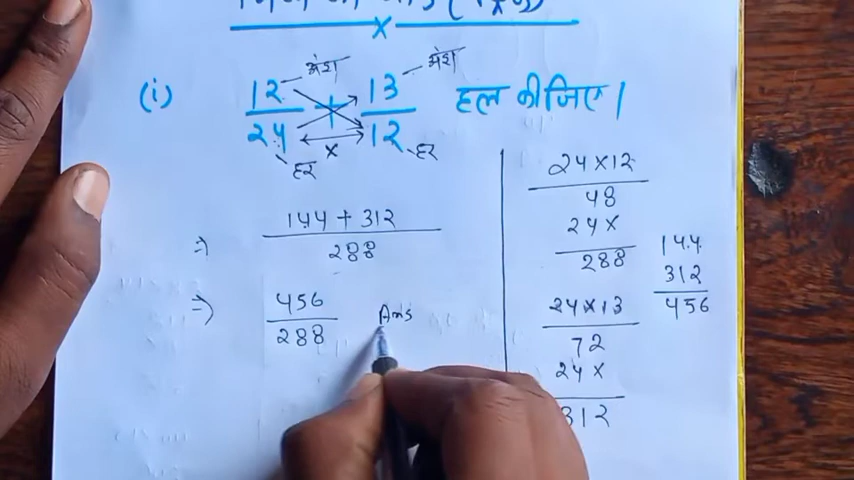 (i) 12/24 + 13/12 हल कीजिए।
अंश अंश
× हर हर
⇒ 144 + 312 / 288
⇒ 456 / 288 Ans
24×12
48
24×
288
24×13
72
24×
312
144
312
456